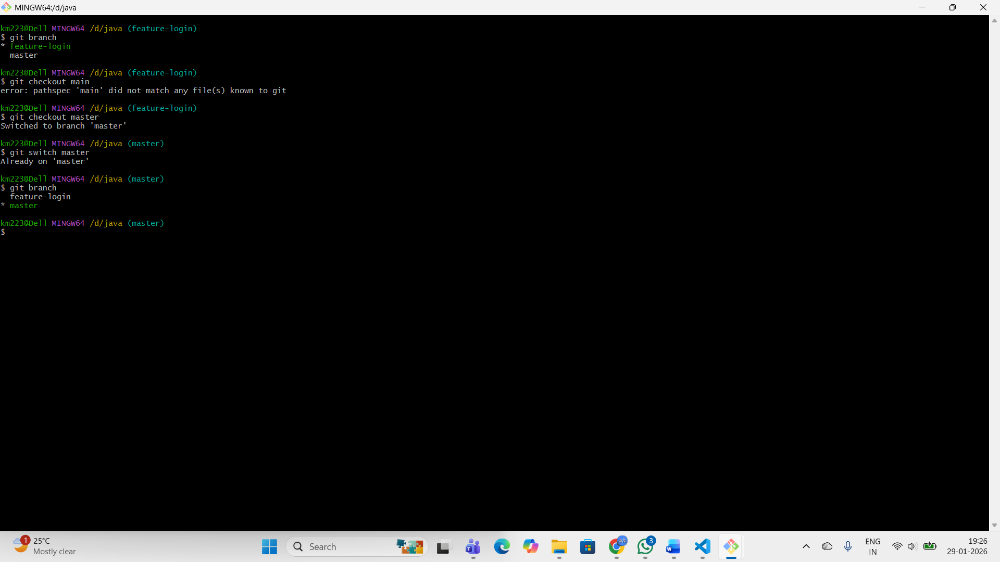 MINGW64:/d/java
km223@Dell MINGW64 /d/java (feature-login)
$ git branch
* feature-login
  master
km223@Dell MINGW64 /d/java (feature-login)
$ git checkout main
error: pathspec 'main' did not match any file(s) known to git
km223@Dell MINGW64 /d/java (feature-login)
$ git checkout master
Switched to branch 'master'
km223@Dell MINGW64 /d/java (master)
$ git switch master
Already on 'master'
km223@Dell MINGW64 /d/java (master)
$ git branch
  feature-login
* master
km223@Dell MINGW64 /d/java (master)
$
1
25°C
Mostly clear
Search
T
3
W
ENG
IN
19:26
29-01-2026